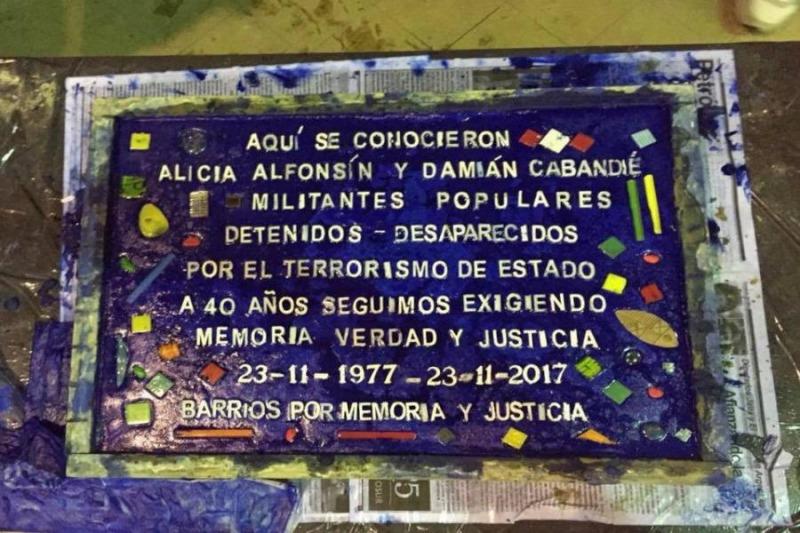 AQUÍ SE CONOCIERON
ALICIA ALFONSÍN Y DAMIÁN CABANDIÉ
MILITANTES POPULARES
DETENIDOS - DESAPARECIDOS
POR EL TERRORISMO DE ESTADO
A 40 AÑOS SEGUIMOS EXIGIENDO
MEMORIA VERDAD Y JUSTICIA
23-11-1977 - 23-11-2017
BARRIOS POR MEMORIA Y JUSTICIA
5